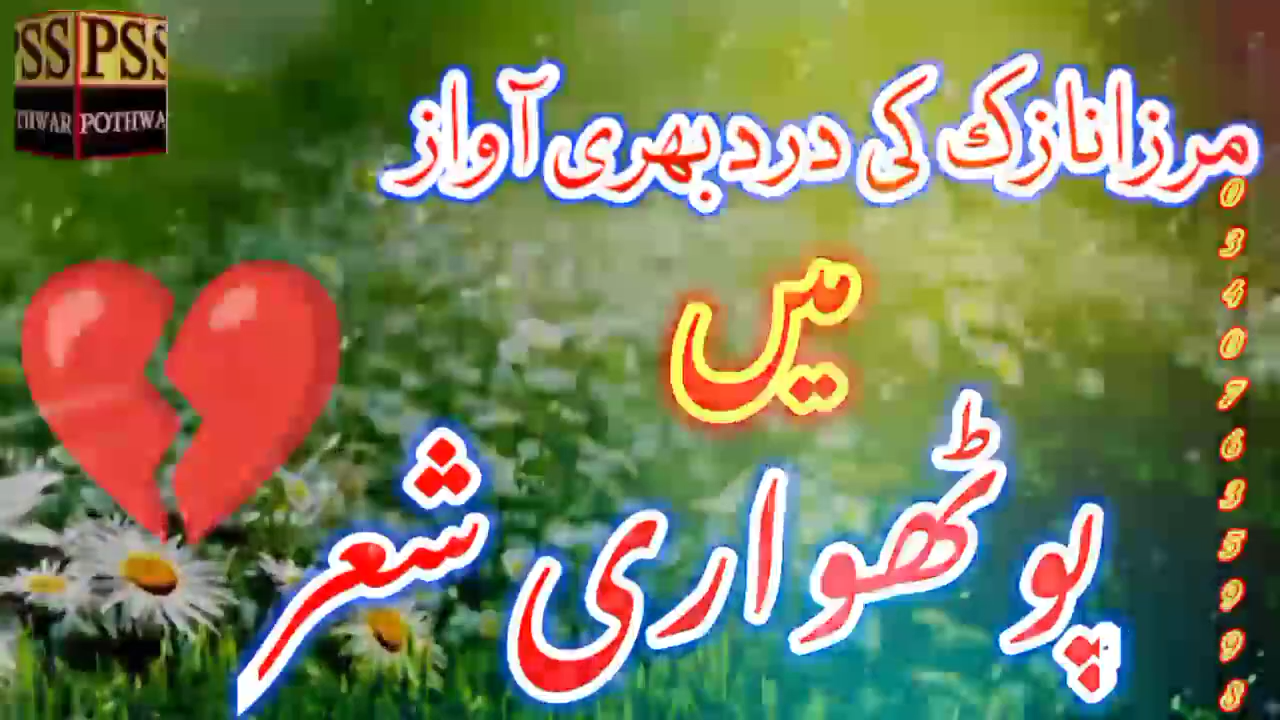 PSS PSS
THWAR POTHWA
مرزا نازک کی درد بھری آواز
میں
پوٹھواری شعر
03407635998